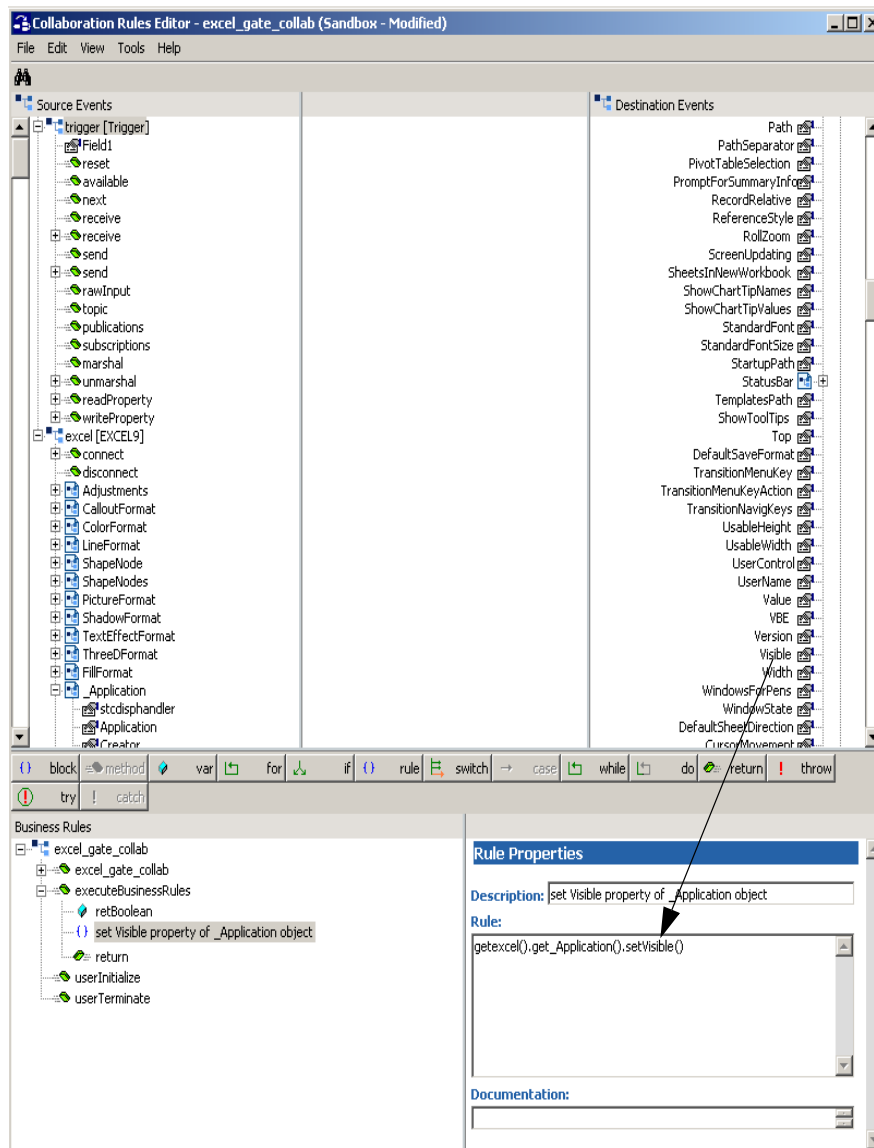 Collaboration Rules Editor - excel_gate_collab (Sandbox - Modified)
File Edit View Tools Help
Source Events
trigger [Trigger]
Field1
reset
available
next
receive
receive
send
send
rawInput
topic
publications
subscriptions
marshal
unmarshal
readProperty
writeProperty
excel [EXCEL9]
connect
disconnect
Adjustments
CalloutFormat
ColorFormat
LineFormat
ShapeNode
ShapeNodes
PictureFormat
ShadowFormat
TextEffectFormat
ThreeDFormat
FillFormat
_Application
stcdisphandler
Application
Creator
Destination Events
Path
PathSeparator
PivotTableSelection
PromptForSummaryInfo
RecordRelative
ReferenceStyle
RollZoom
ScreenUpdating
SheetsInNewWorkbook
ShowChartTipNames
ShowChartTipValues
StandardFont
StandardFontSize
StartupPath
StatusBar
TemplatesPath
ShowToolTips
Top
DefaultSaveFormat
TransitionMenuKey
TransitionMenuKeyAction
TransitionNavigKeys
UsableHeight
UsableWidth
UserControl
UserName
Value
VBE
Version
Visible
Width
WindowsForPens
WindowState
DefaultSheetDirection
CursorMovement
block method var for if rule switch case while do return throw
try catch
Business Rules
excel_gate_collab
excel_gate_collab
executeBusinessRules
retBoolean
set Visible property of _Application object
return
userInitialize
userTerminate
Rule Properties
Description: set Visible property of _Application object
Rule:
getexcel().get_Application().setVisible()
Documentation: